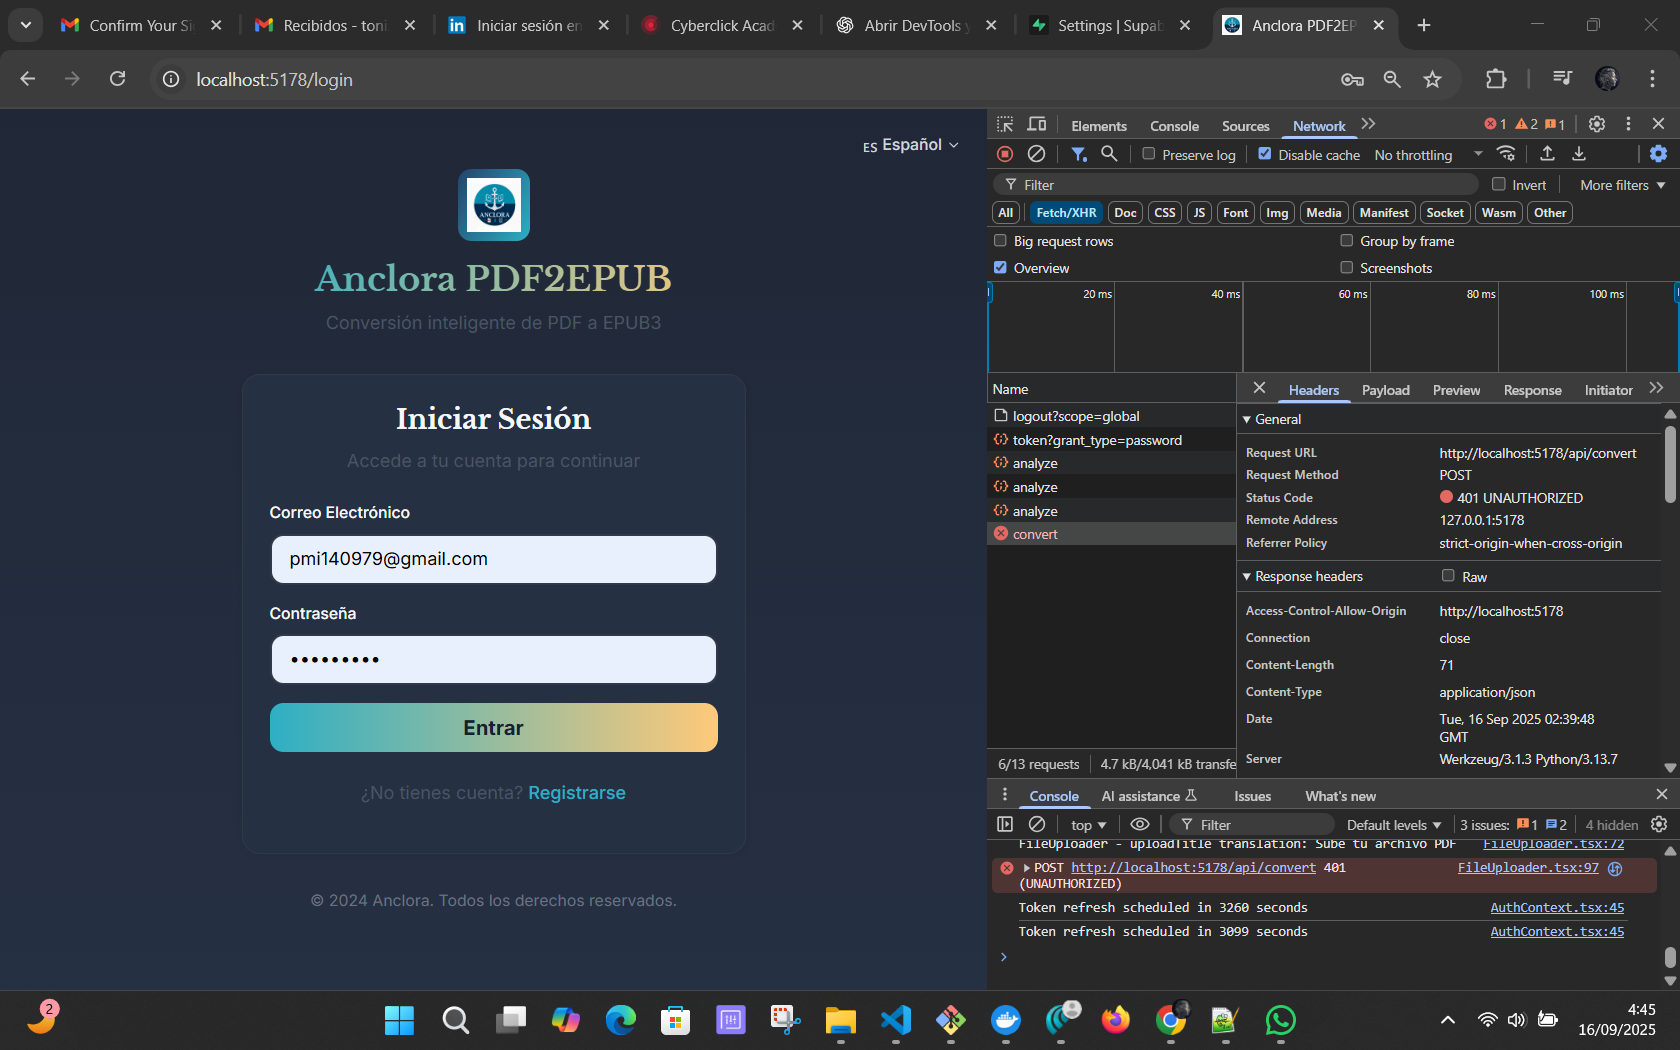 Confirm Your Si
Recibidos - toni.
Iniciar sesión en
Cyberclick Acad
Abrir DevTools y
Settings | Supab
Anclora PDF2EP
localhost:5178/login
ES Español
ANCLORA
Anclora PDF2EPUB
Conversión inteligente de PDF a EPUB3
Iniciar Sesión
Accede a tu cuenta para continuar
Correo Electrónico
pmi140979@gmail.com
Contraseña
•••••••••
Entrar
¿No tienes cuenta? Registrarse
© 2024 Anclora. Todos los derechos reservados.
Elements Console Sources Network 1 2 1
Preserve log Disable cache No throttling
Filter Invert More filters
All Fetch/XHR Doc CSS JS Font Img Media Manifest Socket Wasm Other
Big request rows Group by frame
Overview Screenshots
20 ms 40 ms 60 ms 80 ms 100 ms
Name
logout?scope=global
token?grant_type=password
analyze
analyze
analyze
convert
6/13 requests 4.7 kB/4,041 kB transfe
Headers Payload Preview Response Initiator
General
Request URL http://localhost:5178/api/convert
Request Method POST
Status Code 401 UNAUTHORIZED
Remote Address 127.0.0.1:5178
Referrer Policy strict-origin-when-cross-origin
Response headers Raw
Access-Control-Allow-Origin http://localhost:5178
Connection close
Content-Length 71
Content-Type application/json
Date Tue, 16 Sep 2025 02:39:48
GMT
Server Werkzeug/3.1.3 Python/3.13.7
Console AI assistance Issues What's new
top Filter Default levels 3 issues: 1 2 4 hidden
FileUploader - uploadTitle translation: Sube tu archivo PDF FileUploader.tsx:72
POST http://localhost:5178/api/convert 401 FileUploader.tsx:97
(UNAUTHORIZED)
Token refresh scheduled in 3260 seconds AuthContext.tsx:45
Token refresh scheduled in 3099 seconds AuthContext.tsx:45
2
4:45
16/09/2025